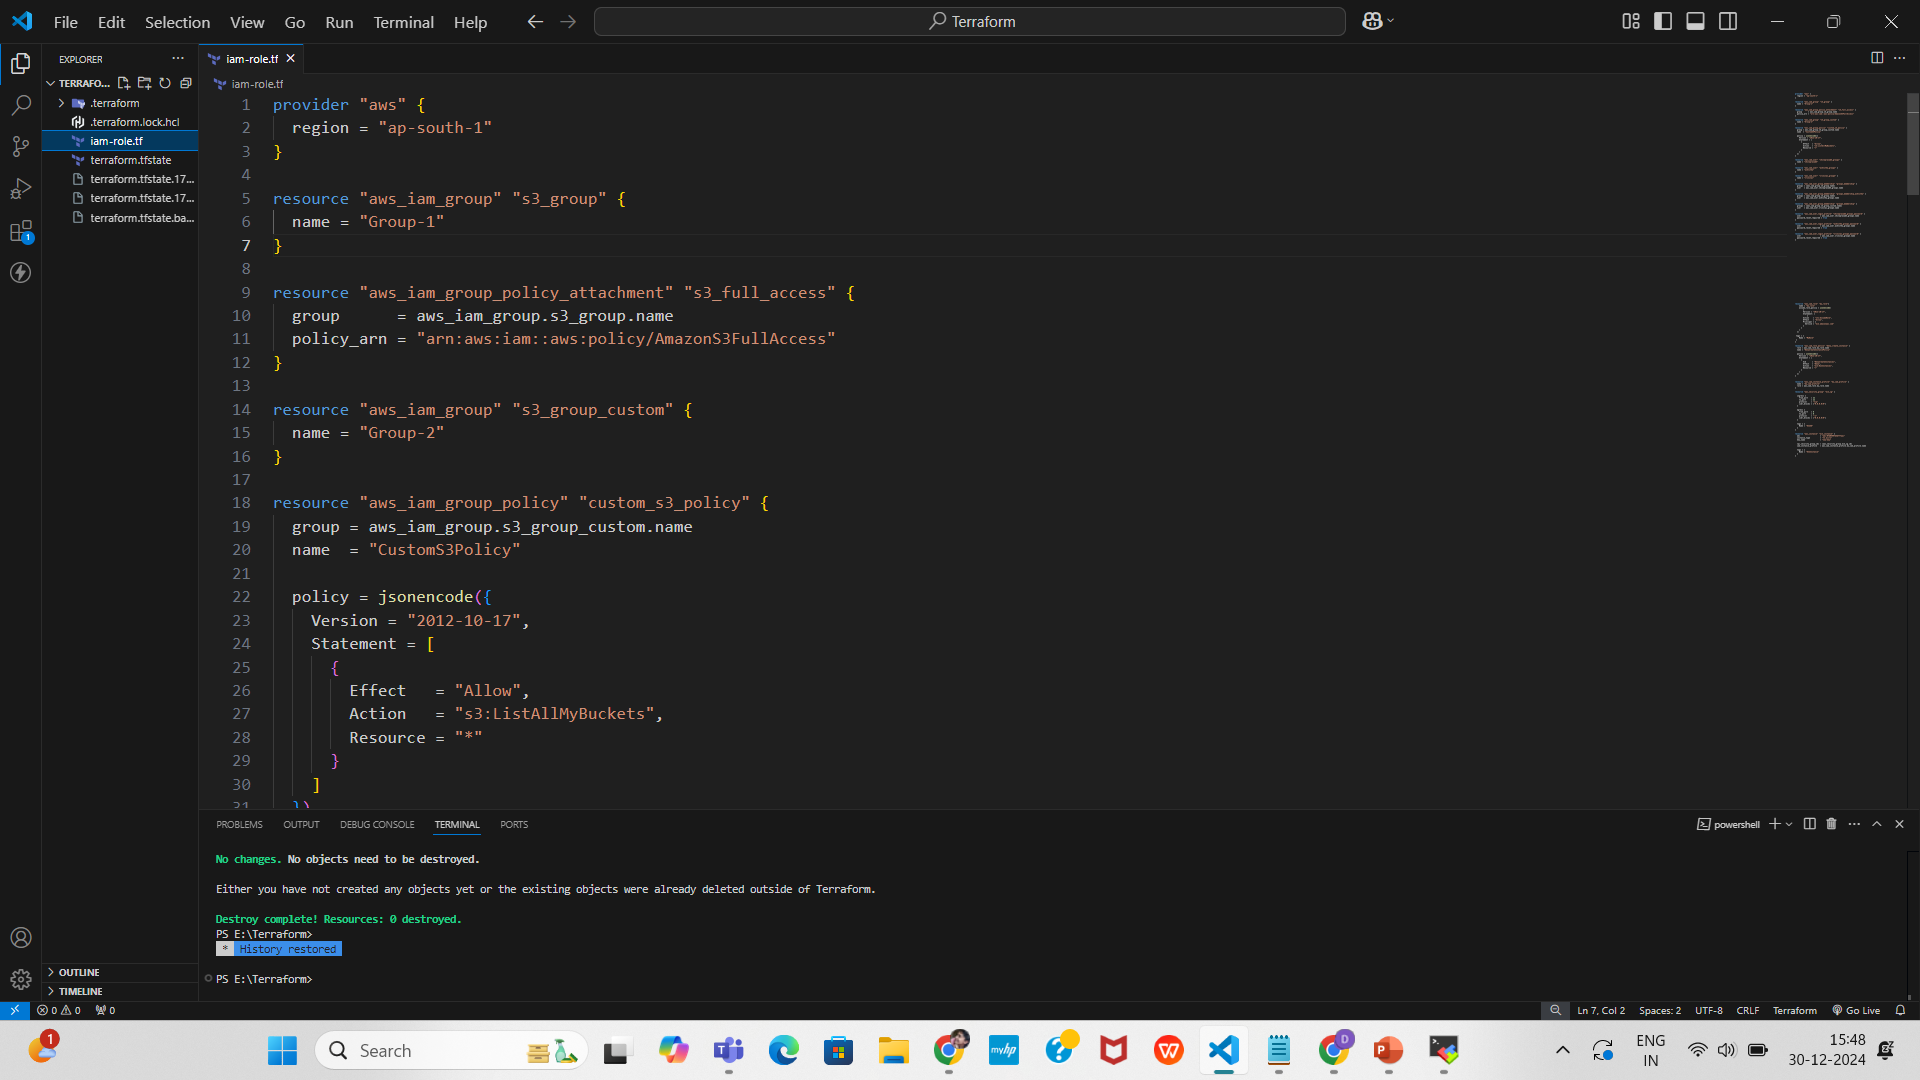 File Edit Selection View Go Run Terminal Help
Terraform
EXPLORER
TERRAFO...
.terraform
.terraform.lock.hcl
iam-role.tf
terraform.tfstate
terraform.tfstate.17...
terraform.tfstate.17...
terraform.tfstate.ba...
OUTLINE
TIMELINE
iam-role.tf
iam-role.tf
1 provider "aws" {
2 region = "ap-south-1"
3 }
4
5 resource "aws_iam_group" "s3_group" {
6 name = "Group-1"
7 }
8
9 resource "aws_iam_group_policy_attachment" "s3_full_access" {
10 group      = aws_iam_group.s3_group.name
11 policy_arn = "arn:aws:iam::aws:policy/AmazonS3FullAccess"
12 }
13
14 resource "aws_iam_group" "s3_group_custom" {
15 name = "Group-2"
16 }
17
18 resource "aws_iam_group_policy" "custom_s3_policy" {
19 group = aws_iam_group.s3_group_custom.name
20 name  = "CustomS3Policy"
21
22 policy = jsonencode({
23 Version = "2012-10-17",
24 Statement = [
25 {
26 Effect   = "Allow",
27 Action   = "s3:ListAllMyBuckets",
28 Resource = "*"
29 }
30 ]
31 })
PROBLEMS OUTPUT DEBUG CONSOLE TERMINAL PORTS
powershell
No changes. No objects need to be destroyed.
Either you have not created any objects yet or the existing objects were already deleted outside of Terraform.
Destroy complete! Resources: 0 destroyed.
PS E:\Terraform>
* History restored
PS E:\Terraform>
0 0 0
Ln 7, Col 2 Spaces: 2 UTF-8 CRLF Terraform Go Live
1
1
Search
myhp
D
ENG
IN
15:48
30-12-2024